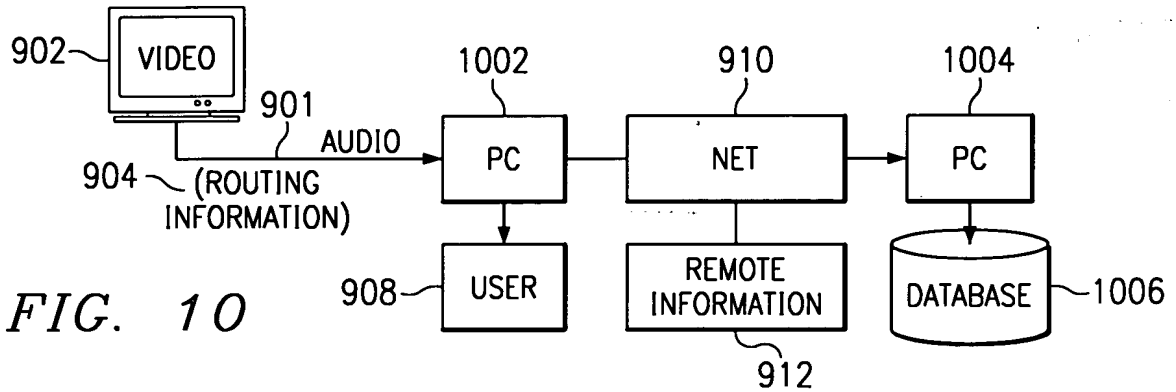 902
VIDEO
901
AUDIO
904
(ROUTING
INFORMATION)
1002
PC
910
NET
1004
PC
908
USER
REMOTE
INFORMATION
912
DATABASE
1006
FIG. 10